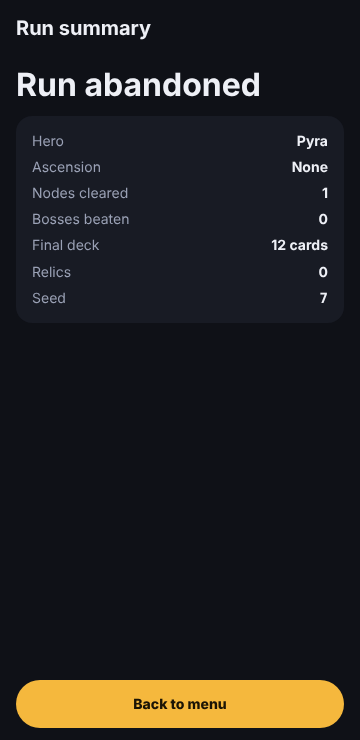 Run summary
Run abandoned
Hero Pyra
Ascension None
Nodes cleared 1
Bosses beaten 0
Final deck 12 cards
Relics 0
Seed 7
Back to menu